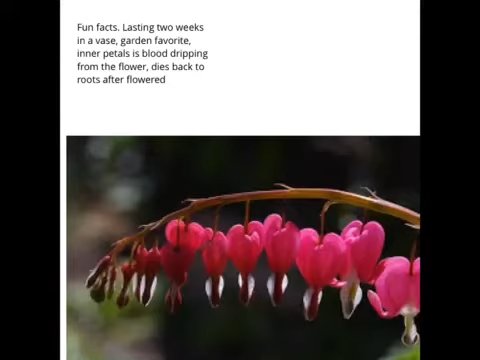 Fun facts. Lasting two weeks
in a vase, garden favorite,
inner petals is blood dripping
from the flower, dies back to
roots after flowered